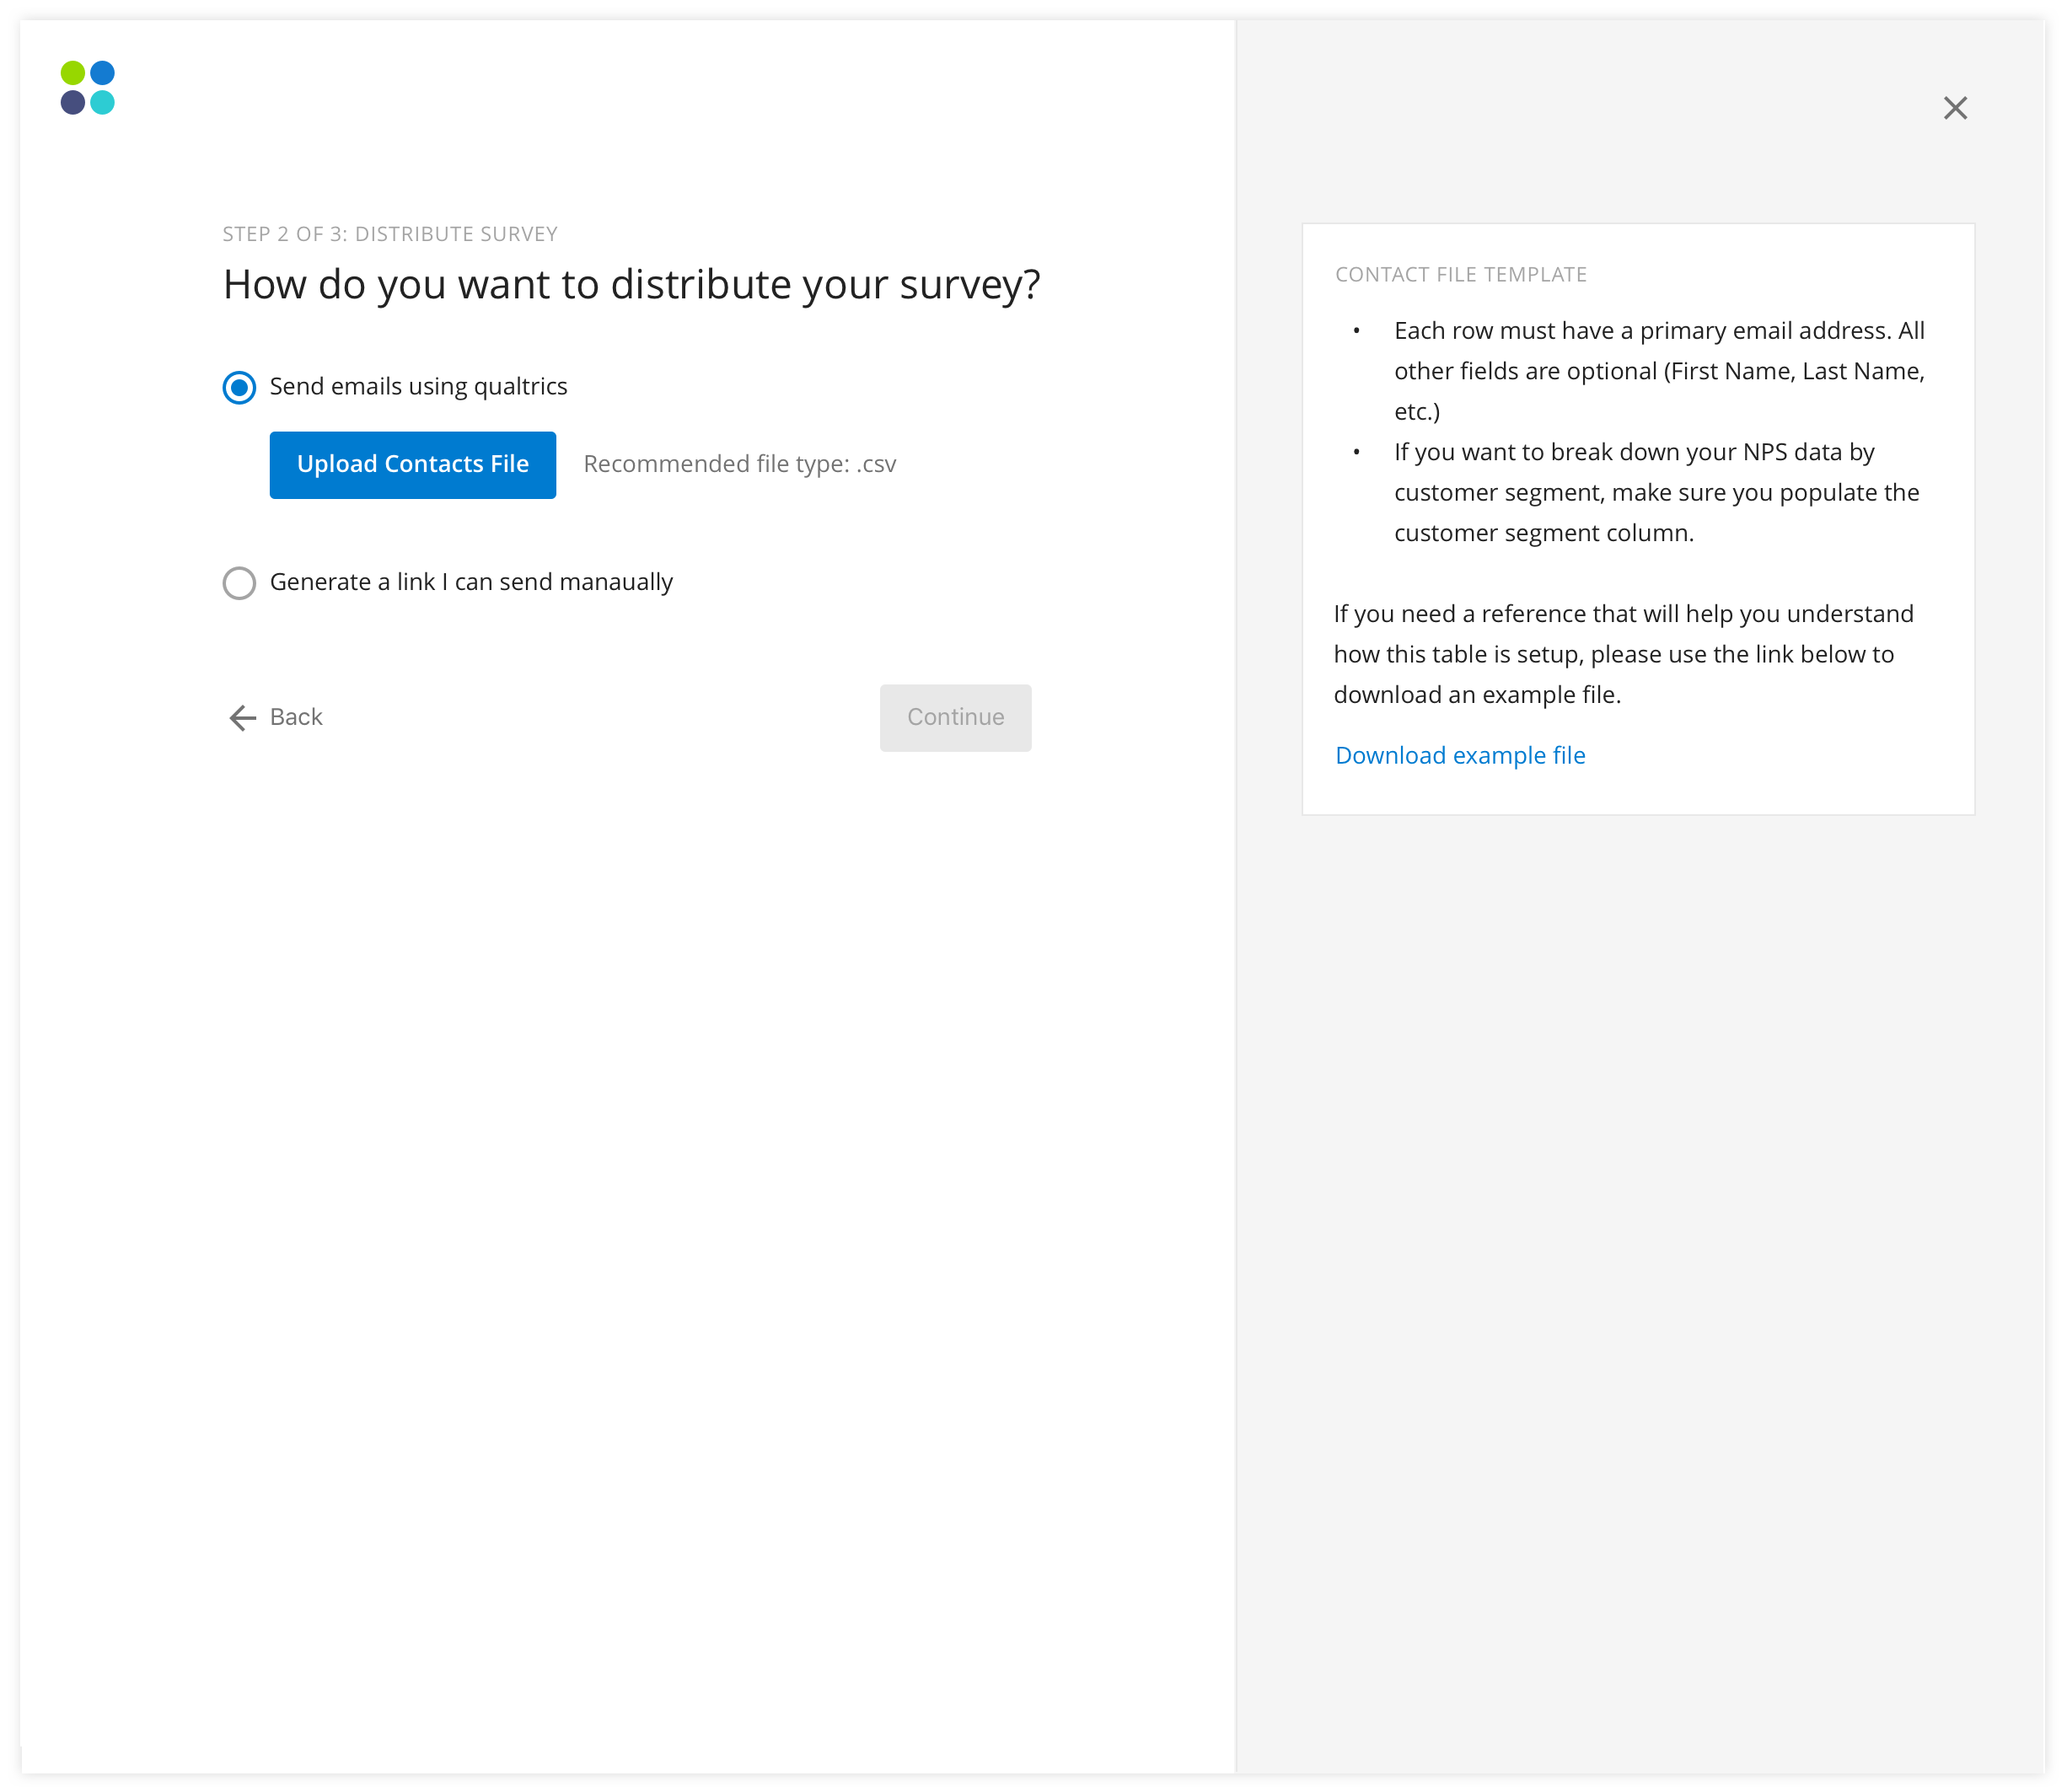 STEP 2 OF 3: DISTRIBUTE SURVEY
How do you want to distribute your survey?
Send emails using qualtrics
Upload Contacts File
Recommended file type: .csv
Generate a link I can send manaually
Back
Continue
CONTACT FILE TEMPLATE
• Each row must have a primary email address. All
other fields are optional (First Name, Last Name,
etc.)
• If you want to break down your NPS data by
customer segment, make sure you populate the
customer segment column.
If you need a reference that will help you understand
how this table is setup, please use the link below to
download an example file.
Download example file